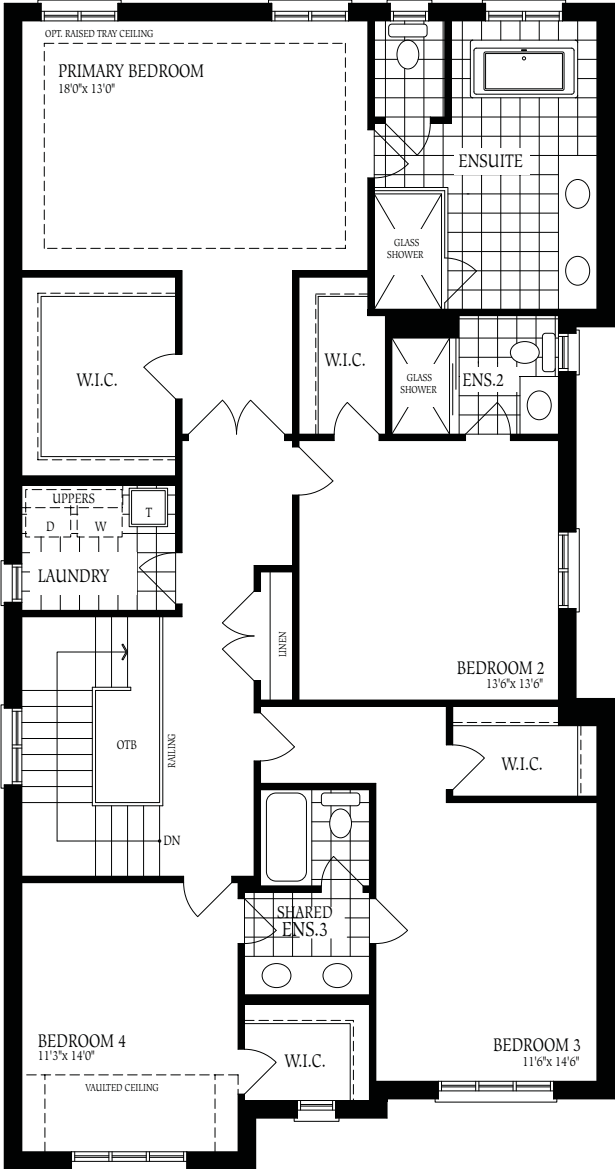 OPT. RAISED TRAY CEILING
PRIMARY BEDROOM
18'0"x 13'0"
ENSUITE
GLASS
SHOWER
W.I.C.
W.I.C.
GLASS
SHOWER
ENS.2
UPPERS
D W T
LAUNDRY
LINEN
BEDROOM 2
13'6"x 13'6"
OTB
RAILING
W.I.C.
DN
SHARED
ENS.3
BEDROOM 4
11'3"x 14'0"
VAULTED CEILING
W.I.C.
BEDROOM 3
11'6"x 14'6"